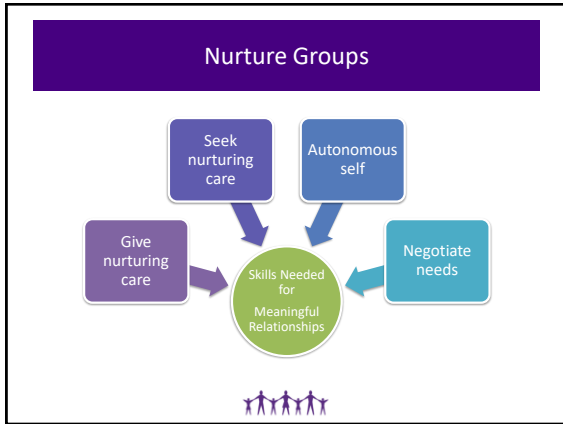 Nurture Groups
Seek
nurturing
care
Autonomous
self
Give
nurturing
care
Negotiate
needs
Skills Needed
for
Meaningful
Relationships